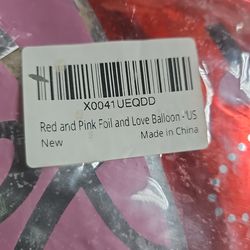 X0041UEQDD
Red and Pink Foil and Love Balloon -'US
New
Made in China